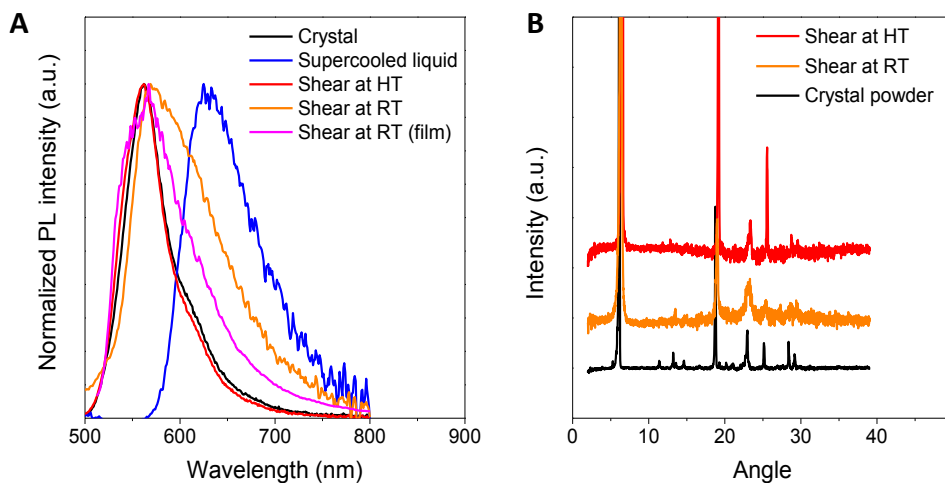 A
Normalized PL intensity (a.u.)
Crystal
Supercooled liquid
Shear at HT
Shear at RT
Shear at RT (film)
500 600 700 800 900
Wavelength (nm)
B
Intensity (a.u.)
Shear at HT
Shear at RT
Crystal powder
0 10 20 30 40
Angle